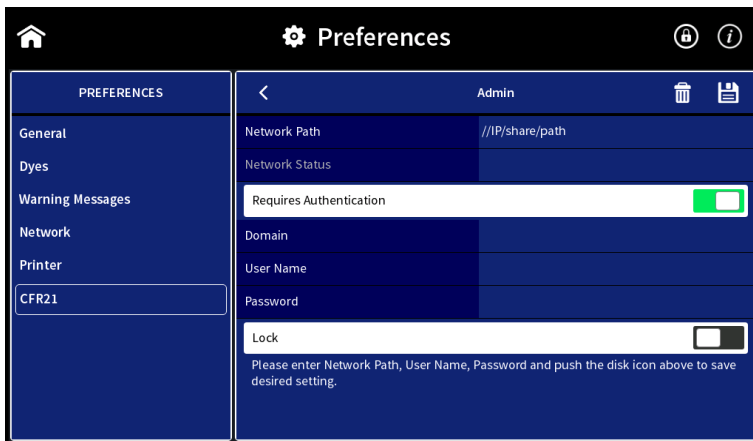 Preferences
PREFERENCES
General
Dyes
Warning Messages
Network
Printer
CFR21
Admin
Network Path //IP/share/path
Network Status
Requires Authentication
Domain
User Name
Password
Lock
Please enter Network Path, User Name, Password and push the disk icon above to save
desired setting.